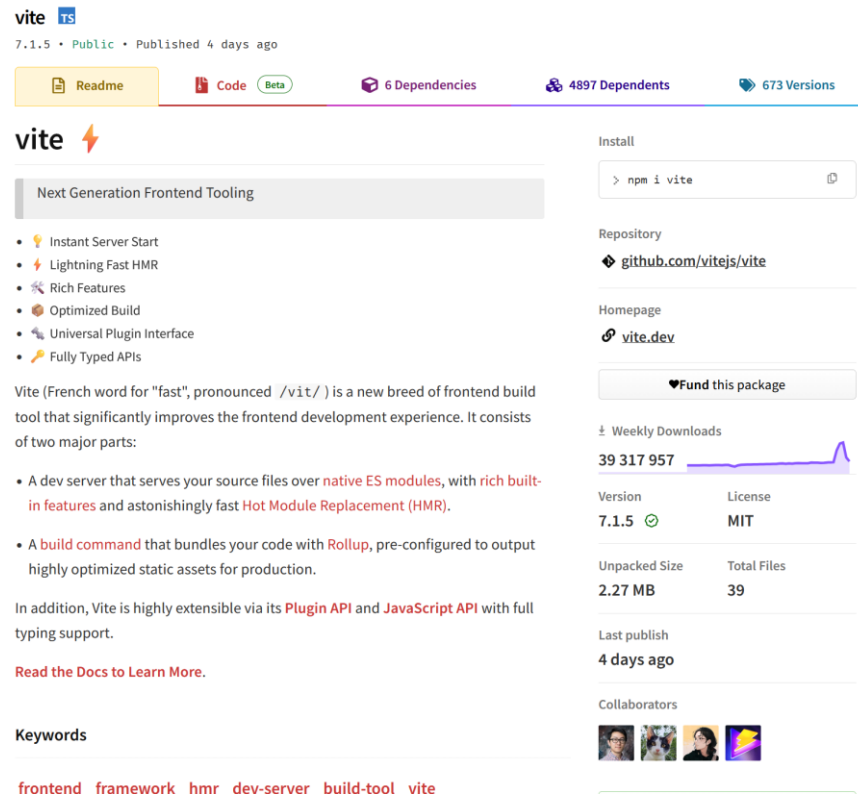 vite TS
7.1.5 • Public • Published 4 days ago
Readme
Code Beta
6 Dependencies
4897 Dependents
673 Versions
vite ⚡
Next Generation Frontend Tooling
• 💡 Instant Server Start
• ⚡ Lightning Fast HMR
• 🛠️ Rich Features
• 📦 Optimized Build
• 🔩 Universal Plugin Interface
• 🔑 Fully Typed APIs
Vite (French word for "fast", pronounced /vit/) is a new breed of frontend build
tool that significantly improves the frontend development experience. It consists
of two major parts:
• A dev server that serves your source files over native ES modules, with rich built-
in features and astonishingly fast Hot Module Replacement (HMR).
• A build command that bundles your code with Rollup, pre-configured to output
highly optimized static assets for production.
In addition, Vite is highly extensible via its Plugin API and JavaScript API with full
typing support.
Read the Docs to Learn More.
Keywords
frontend framework hmr dev-server build-tool vite
Install
> npm i vite
Repository
github.com/vitejs/vite
Homepage
vite.dev
♥Fund this package
Weekly Downloads
39 317 957
Version
7.1.5
License
MIT
Unpacked Size
2.27 MB
Total Files
39
Last publish
4 days ago
Collaborators